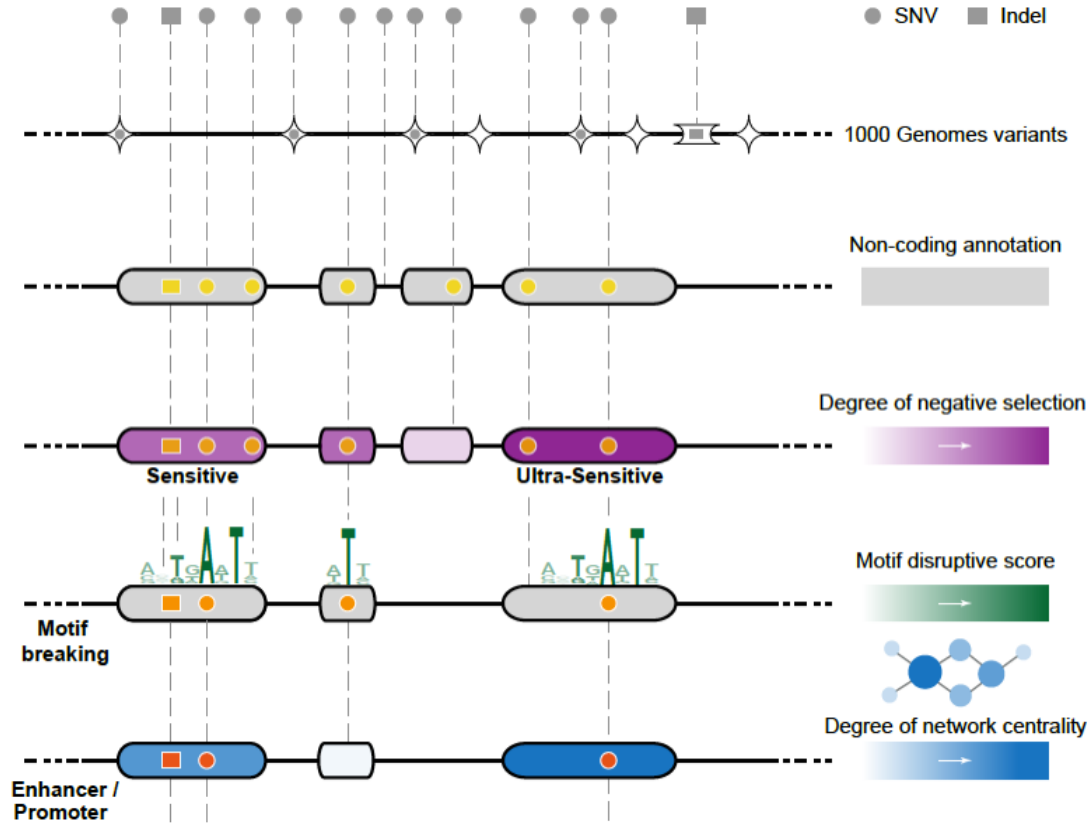 SNV
Indel
1000 Genomes variants
Non-coding annotation
Degree of negative selection
Sensitive
Ultra-Sensitive
A T G A A T T
A T T
A T G A A T T
Motif disruptive score
Motif
breaking
Degree of network centrality
Enhancer /
Promoter